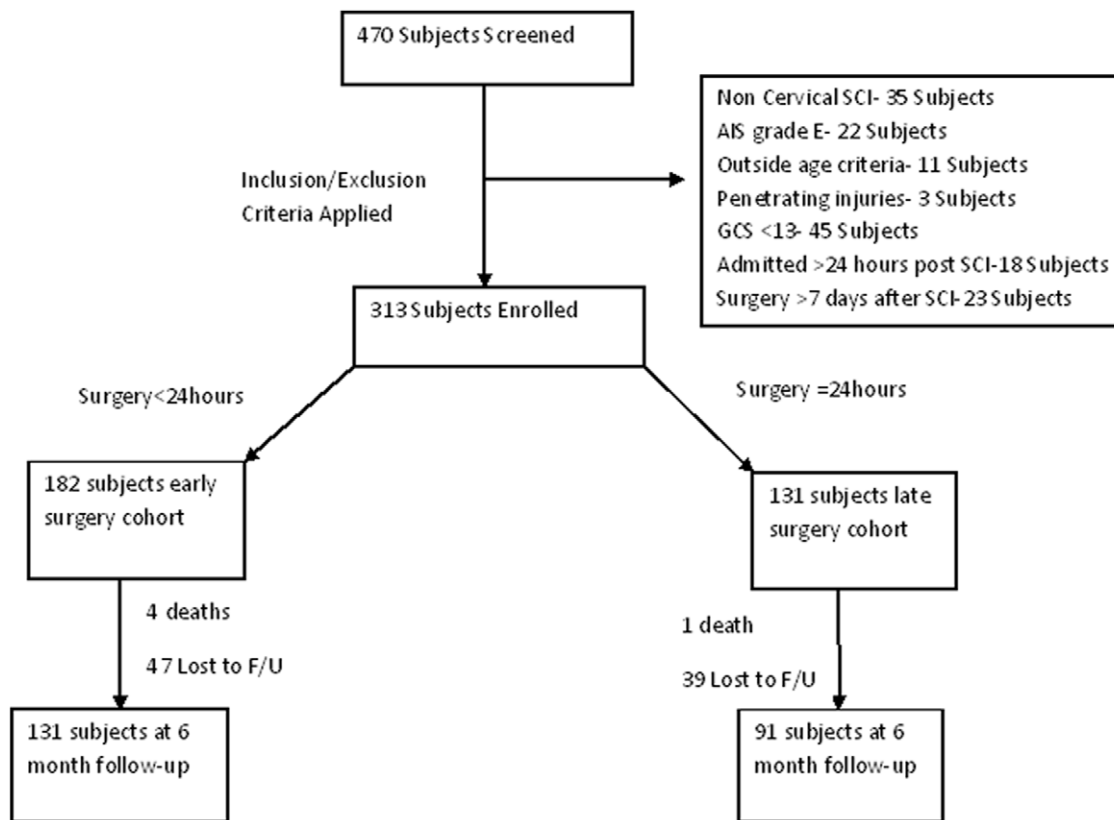 470 Subjects Screened
Non Cervical SCI- 35 Subjects
AIS grade E- 22 Subjects
Outside age criteria- 11 Subjects
Penetrating injuries- 3 Subjects
GCS <13- 45 Subjects
Admitted >24 hours post SCI-18 Subjects
Surgery >7 days after SCI-23 Subjects
Inclusion/Exclusion
Criteria Applied
313 Subjects Enrolled
Surgery<24hours
Surgery =24hours
182 subjects early
surgery cohort
131 subjects late
surgery cohort
4 deaths
47 Lost to F/U
1 death
39 Lost to F/U
131 subjects at 6
month follow-up
91 subjects at 6
month follow-up